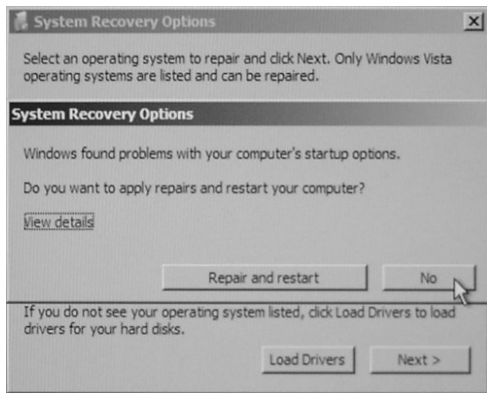 System Recovery Options
Select an operating system to repair and click Next. Only Windows Vista
operating systems are listed and can be repaired.
System Recovery Options
Windows found problems with your computer's startup options.
Do you want to apply repairs and restart your computer?
View details
Repair and restart
No
If you do not see your operating system listed, click Load Drivers to load
drivers for your hard disks.
Load Drivers
Next >